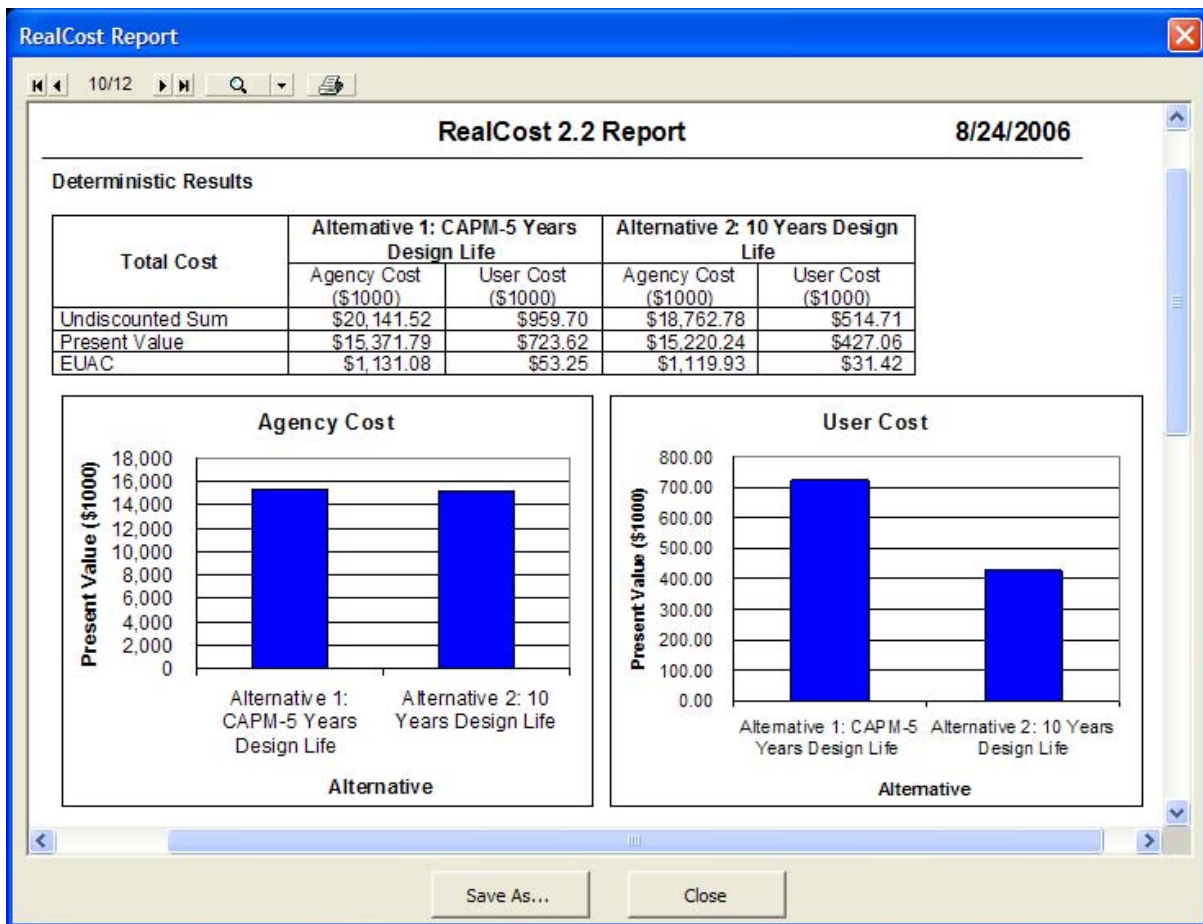 RealCost Report
10/12
RealCost 2.2 Report 8/24/2006
Deterministic Results
Total Cost
Alternative 1: CAPM-5 Years
Design Life
Alternative 2: 10 Years Design
Life
Agency Cost
($1000)
User Cost
($1000)
Agency Cost
($1000)
User Cost
($1000)
Undiscounted Sum $20,141.52 $959.70 $18,762.78 $514.71
Present Value $15,371.79 $723.62 $15,220.24 $427.06
EUAC $1,131.08 $53.25 $1,119.93 $31.42
Agency Cost
Present Value ($1000)
18,000
16,000
14,000
12,000
10,000
8,000
6,000
4,000
2,000
0
Alternative 1:
CAPM-5 Years
Design Life
Alternative 2: 10
Years Design Life
Alternative
User Cost
Present Value ($1000)
800.00
700.00
600.00
500.00
400.00
300.00
200.00
100.00
0.00
Alternative 1: CAPM-5
Years Design Life
Alternative 2: 10 Years
Design Life
Alternative
Save As...
Close